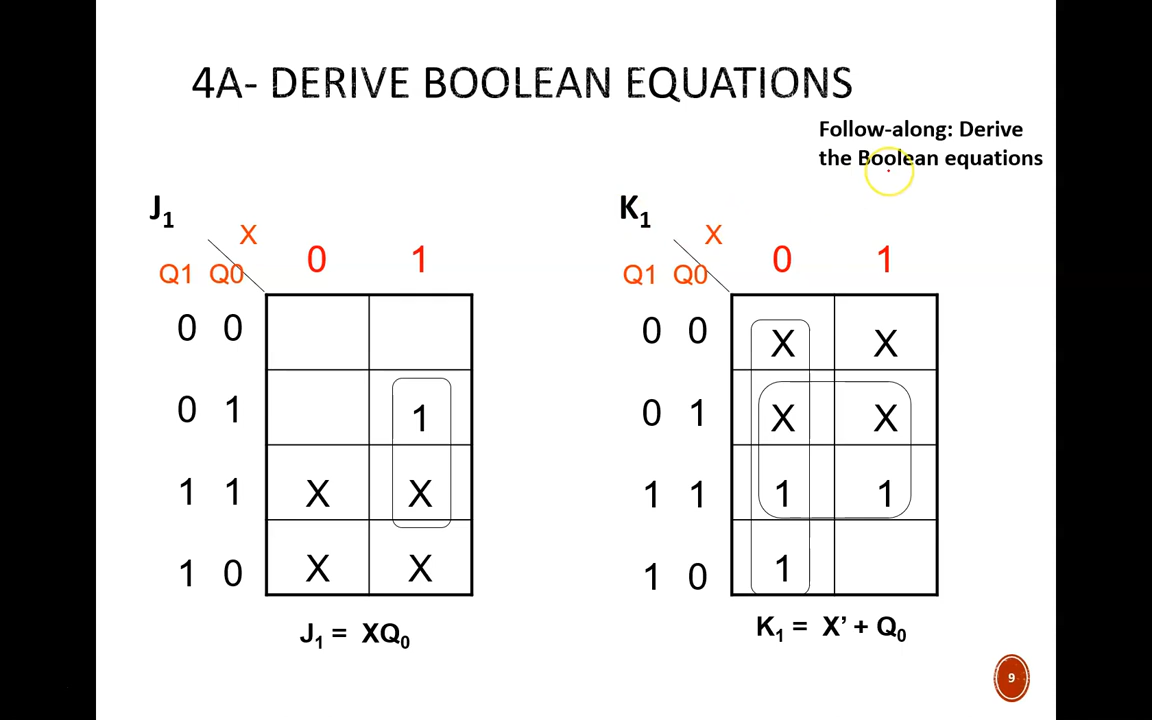 4A- DERIVE BOOLEAN EQUATIONS
Follow-along: Derive
the Boolean equations
J1
X
Q1 Q0
0 1
0 0
0 1 1
1 1 X X
1 0 X X
J1 = XQ0
K1
X
Q1 Q0
0 1
0 0 X X
0 1 X X
1 1 1 1
1 0 1
K1 = X’ + Q0
9